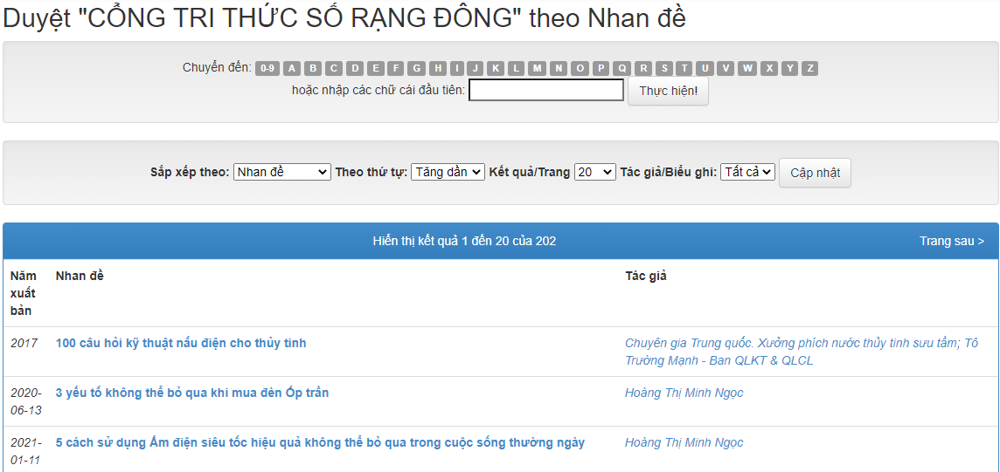 Duyệt "CỔNG TRI THỨC SỐ RẠNG ĐÔNG" theo Nhan đề
Chuyển đến: 0-9 A B C D E F G H I J K L M N O P Q R S T U V W X Y Z
hoặc nhập các chữ cái đầu tiên: Thực hiện!
Sắp xếp theo: Nhan đề Theo thứ tự: Tăng dần Kết quả/Trang 20 Tác giả/Biểu ghi: Tất cả Cập nhật
Hiển thị kết quả 1 đến 20 của 202 Trang sau >
Năm xuất bản Nhan đề Tác giả
2017 100 câu hỏi kỹ thuật nấu điện cho thủy tinh Chuyên gia Trung quốc. Xưởng phích nước thủy tinh sưu tầm; Tô
Trường Mạnh - Ban QLKT & QLCL
2020-06-13 3 yếu tố không thể bỏ qua khi mua đèn Ốp trần Hoàng Thị Minh Ngọc
2021-01-11 5 cách sử dụng Ấm điện siêu tốc hiệu quả không thể bỏ qua trong cuộc sống thường ngày Hoàng Thị Minh Ngọc